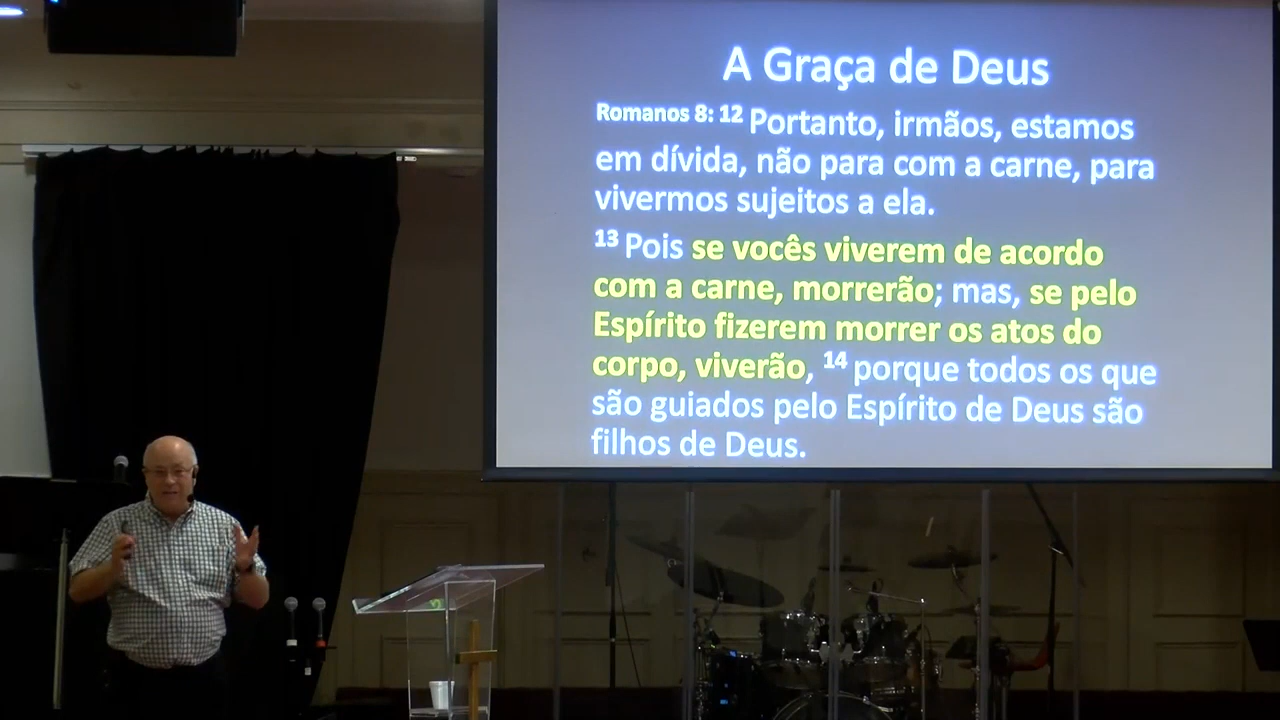 A Graça de Deus
Romanos 8: 12 Portanto, irmãos, estamos
em dívida, não para com a carne, para
vivermos sujeitos a ela.
13 Pois se vocês viverem de acordo
com a carne, morrerão; mas, se pelo
Espírito fizerem morrer os atos do
corpo, viverão, 14 porque todos os que
são guiados pelo Espírito de Deus são
filhos de Deus.